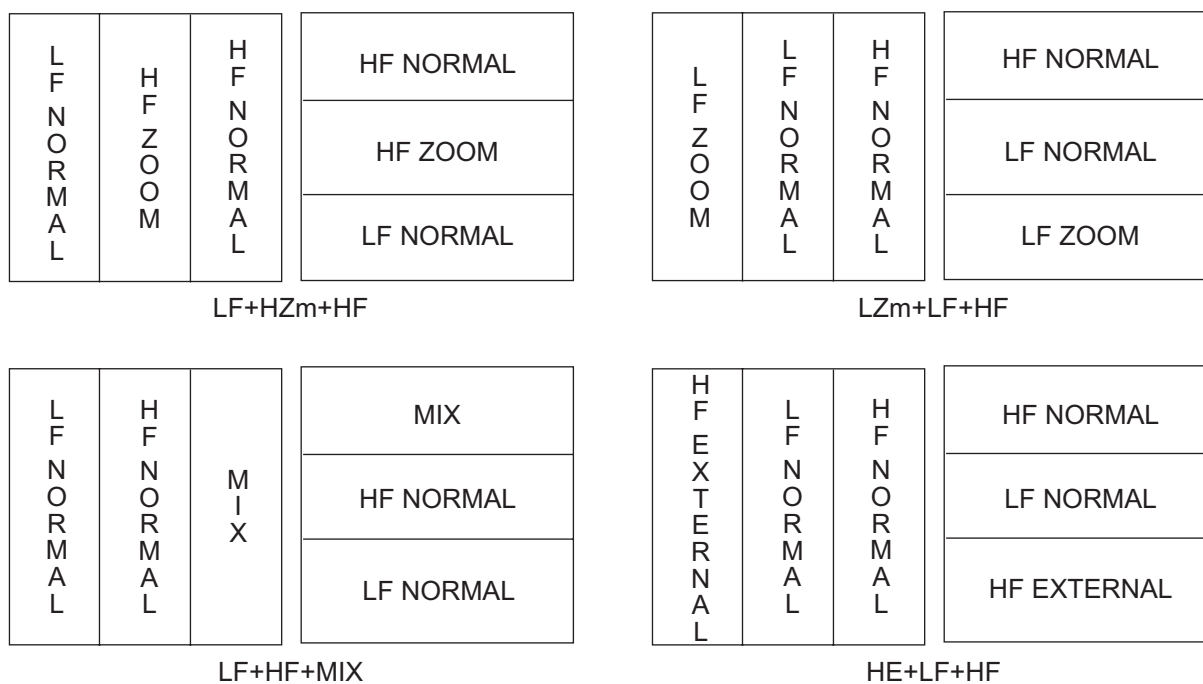 LF NORMAL
HF ZOOM
HF NORMAL
HF NORMAL
HF ZOOM
LF NORMAL
LF+HZm+HF
LF ZOOM
LF NORMAL
HF NORMAL
HF NORMAL
LF NORMAL
LF ZOOM
LZm+LF+HF
LF NORMAL
HF NORMAL
MIX
MIX
HF NORMAL
LF NORMAL
LF+HF+MIX
HF EXTERNAL
LF NORMAL
HF NORMAL
HF NORMAL
LF NORMAL
HF EXTERNAL
HE+LF+HF